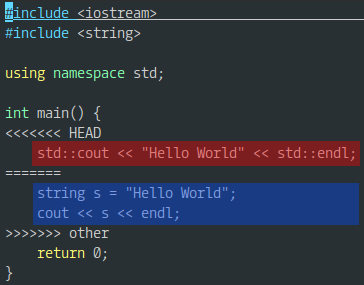 #include <iostream>
#include <string>

using namespace std;

int main() {
<<<<<<< HEAD
    std::cout << "Hello World" << std::endl;
=======
    string s = "Hello World";
    cout << s << endl;
>>>>>>> other
    return 0;
}